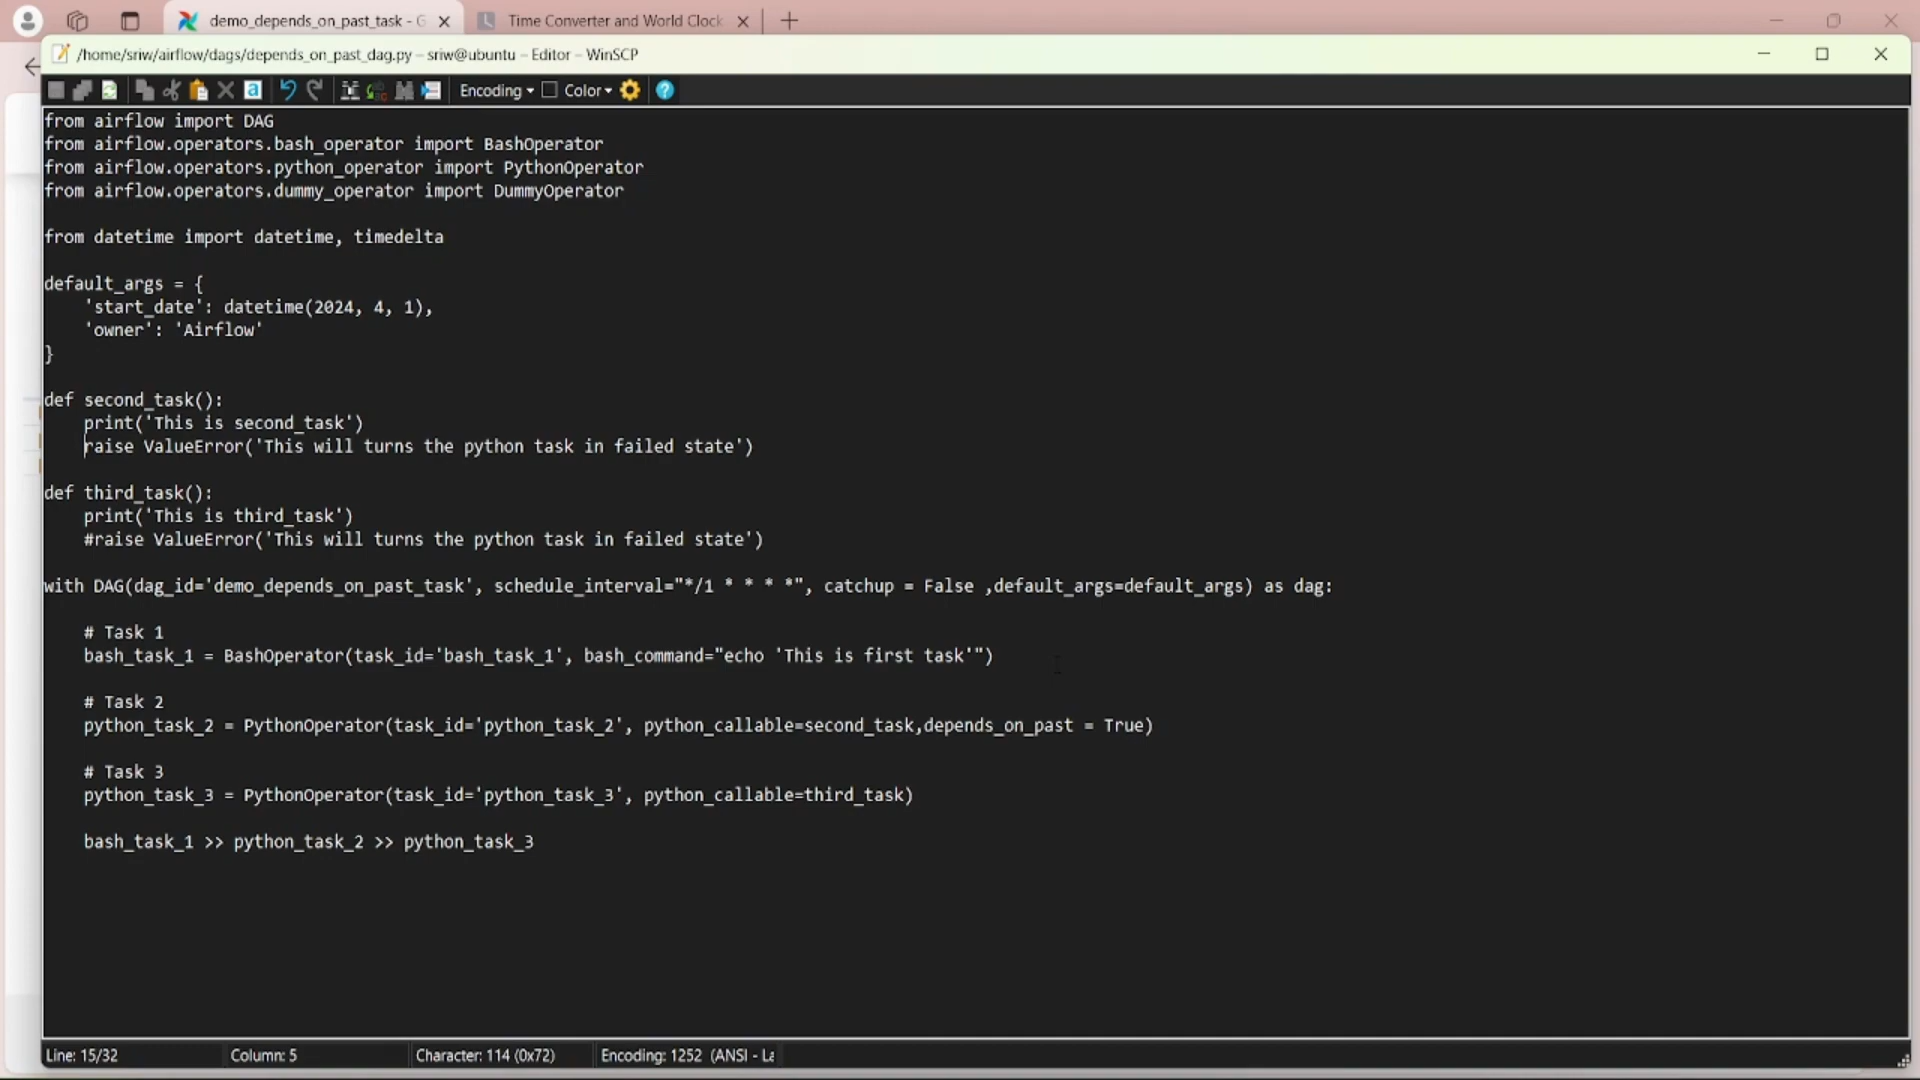 demo_depends_on_past_task - G
Time Converter and World Clock
/home/sriw/airflow/dags/depends_on_past_dag.py – sriw@ubuntu – Editor – WinSCP
Encoding
Color
from airflow import DAG
from airflow.operators.bash_operator import BashOperator
from airflow.operators.python_operator import PythonOperator
from airflow.operators.dummy_operator import DummyOperator
from datetime import datetime, timedelta
default_args = {
    'start_date': datetime(2024, 4, 1),
    'owner': 'Airflow'
}
def second_task():
    print('This is second_task')
    raise ValueError('This will turns the python task in failed state')
def third_task():
    print('This is third_task')
    #raise ValueError('This will turns the python task in failed state')
with DAG(dag_id='demo_depends_on_past_task', schedule_interval="*/1 * * * *", catchup = False ,default_args=default_args) as dag:
    # Task 1
    bash_task_1 = BashOperator(task_id='bash_task_1', bash_command="echo 'This is first task'")
    # Task 2
    python_task_2 = PythonOperator(task_id='python_task_2', python_callable=second_task,depends_on_past = True)
    # Task 3
    python_task_3 = PythonOperator(task_id='python_task_3', python_callable=third_task)
    bash_task_1 >> python_task_2 >> python_task_3
Line: 15/32
Column: 5
Character: 114 (0x72)
Encoding: 1252 (ANSI - La